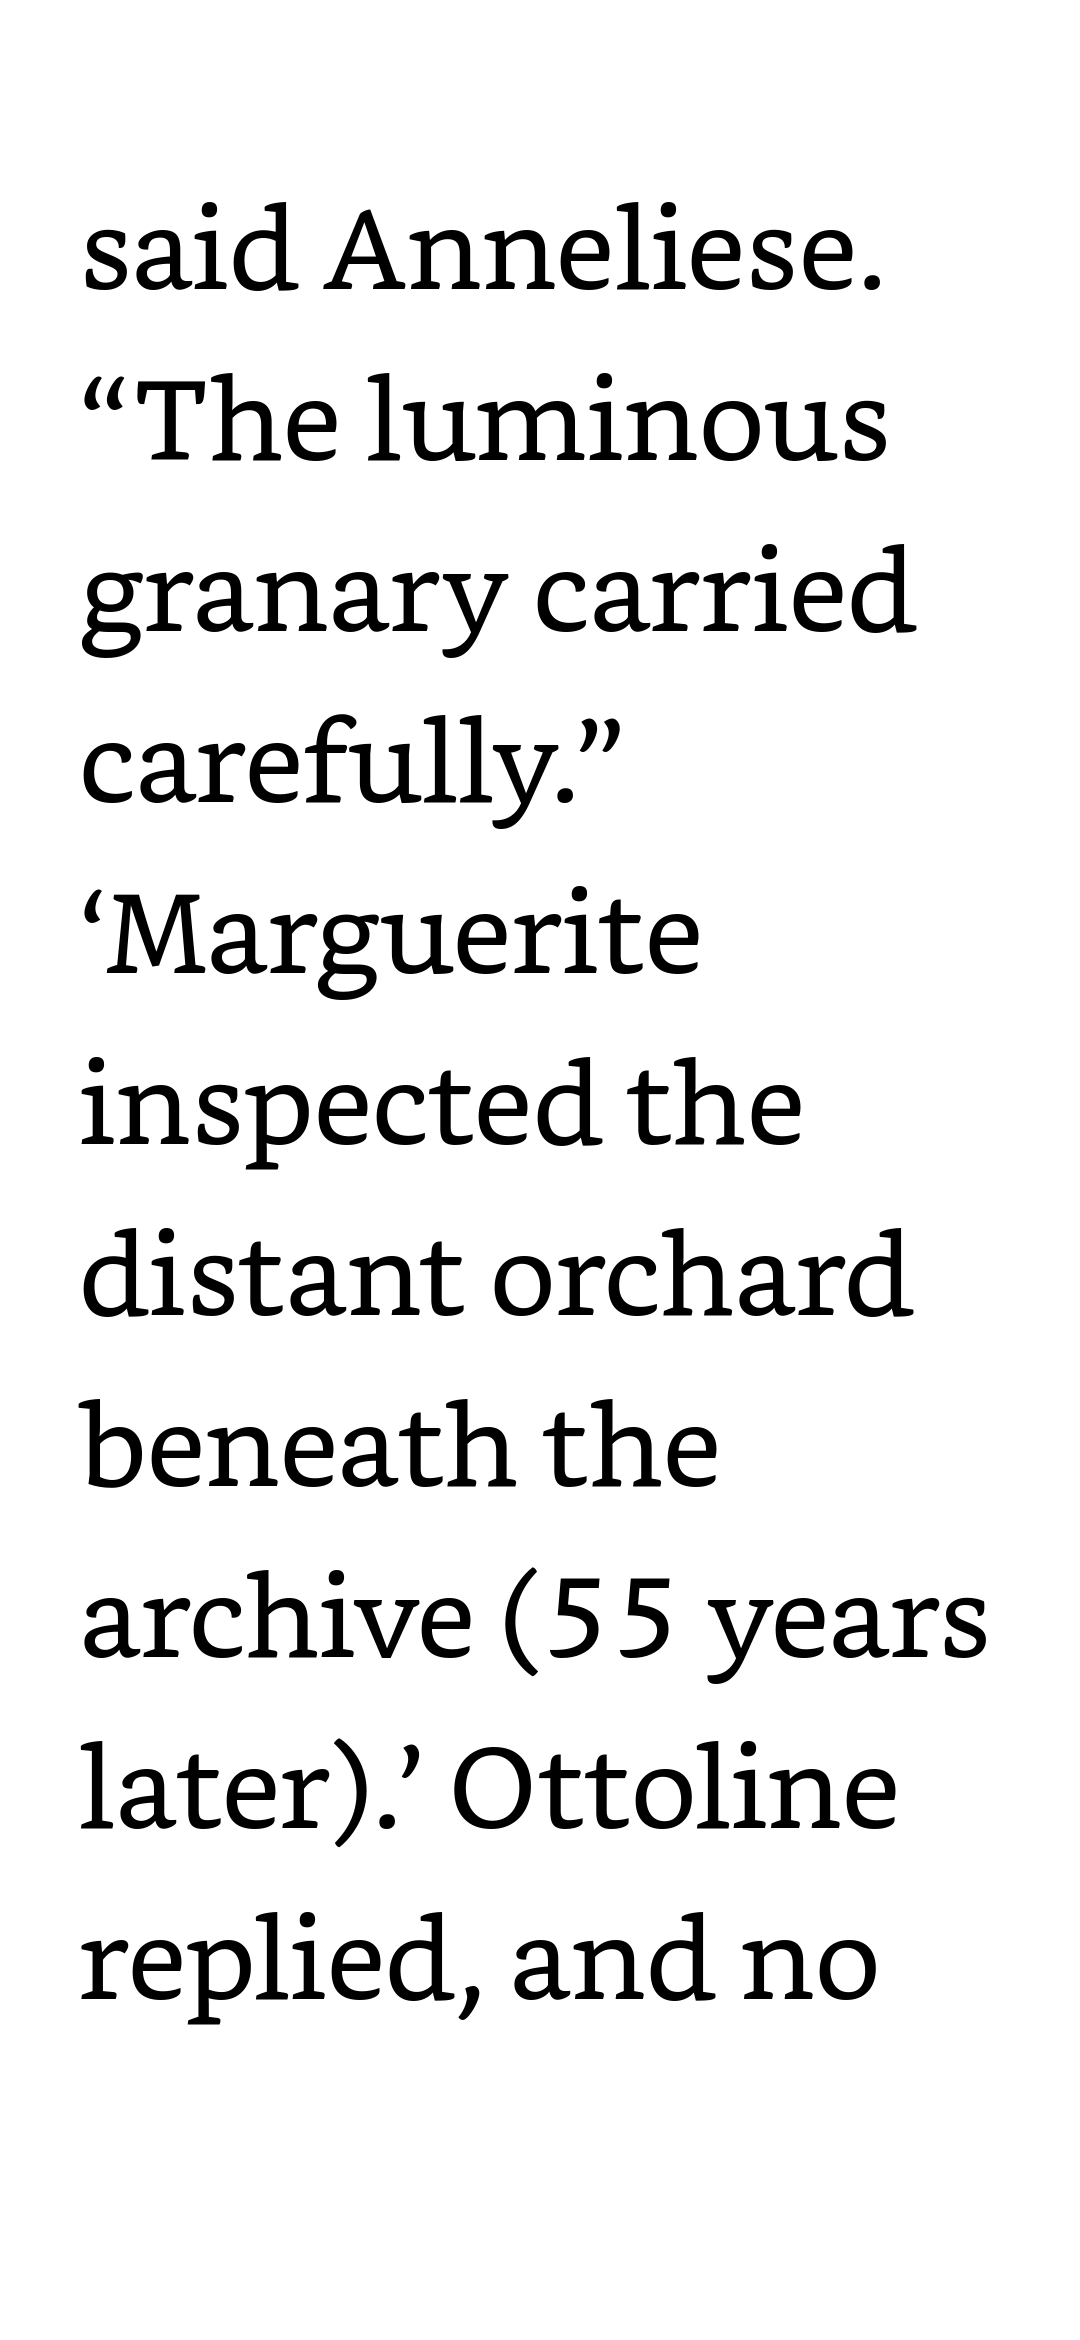 said Anneliese.
“The luminous
granary carried
carefully.”
‘Marguerite
inspected the
distant orchard
beneath the
archive (55 years
later).’ Ottoline
replied, and no